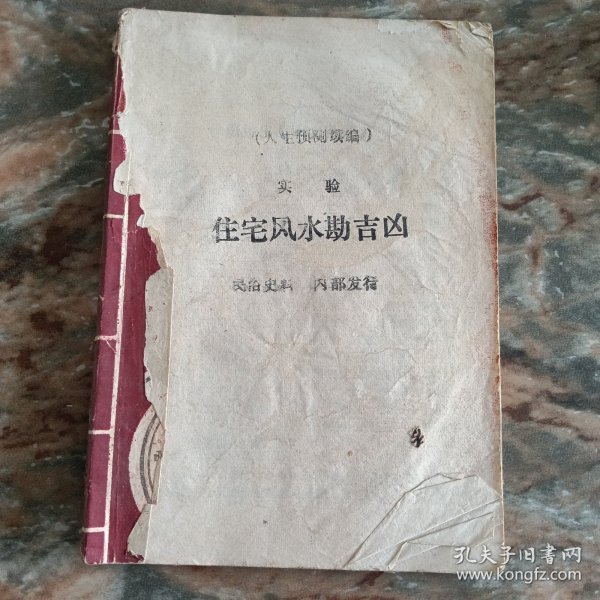 （人生预测续编）
实 验
住宅风水勘吉凶
民俗史料 内部发行
孔夫子旧书网
www.kongfz.com